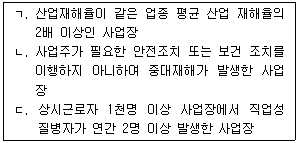 ㄱ. 산업재해율이 같은 업종 평균 산업 재해율의
2배 이상인 사업장
ㄴ. 사업주가 필요한 안전조치 또는 보건 조치를
이행하지 아니하여 중대재해가 발생한 사업
장
ㄷ. 상시근로자 1천명 이상 사업장에서 직업성
질병자가 연간 2명 이상 발생한 사업장